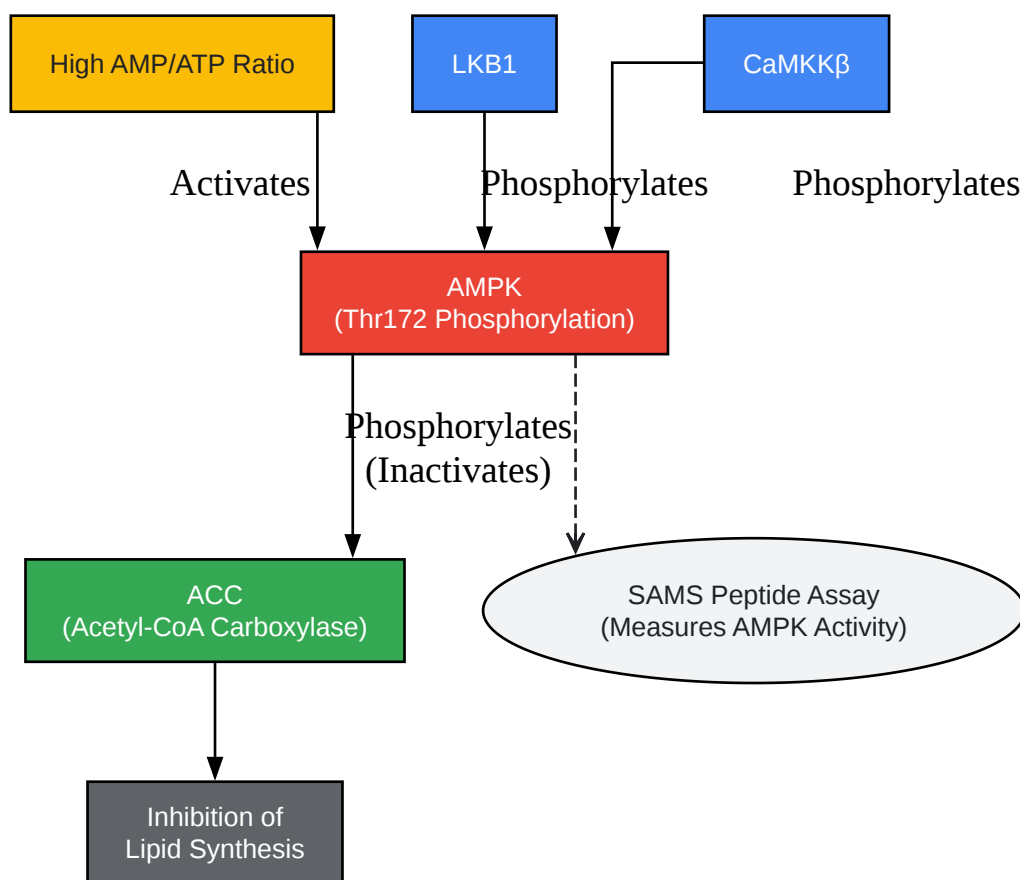 High AMP/ATP Ratio
LKB1
CaMKKβ
Activates
Phosphorylates
Phosphorylates
AMPK
(Thr172 Phosphorylation)
Phosphorylates
(Inactivates)
ACC
(Acetyl-CoA Carboxylase)
SAMS Peptide Assay
(Measures AMPK Activity)
Inhibition of
Lipid Synthesis